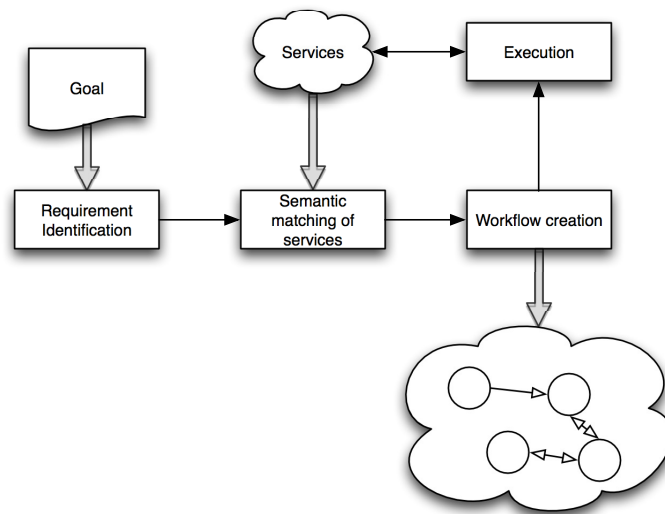 Goal
Services
Execution
Requirement
Identification
Semantic
matching of
services
Workflow creation